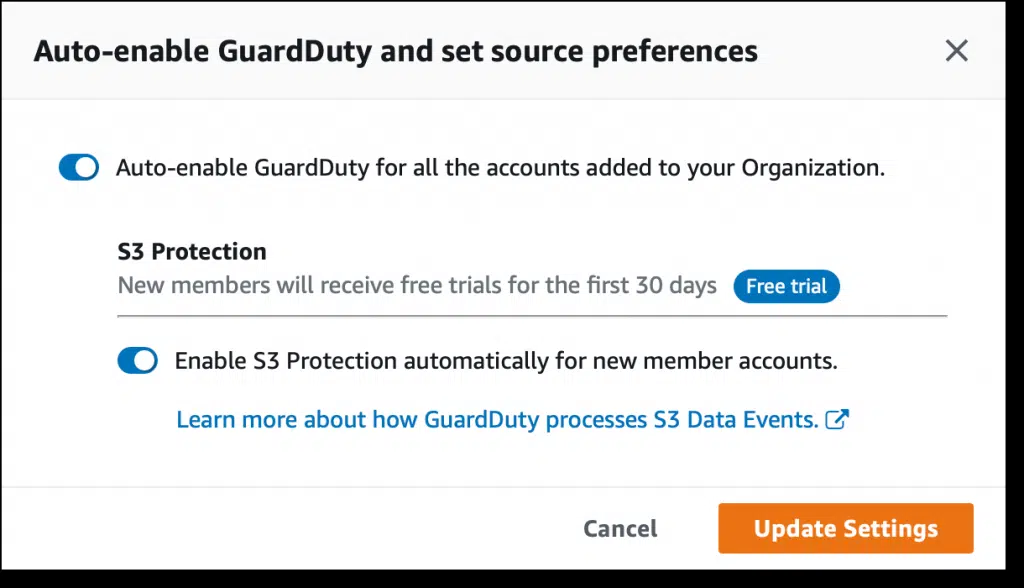 Auto-enable GuardDuty and set source preferences
Auto-enable GuardDuty for all the accounts added to your Organization.
S3 Protection
New members will receive free trials for the first 30 days Free trial
Enable S3 Protection automatically for new member accounts.
Learn more about how GuardDuty processes S3 Data Events.
Cancel Update Settings